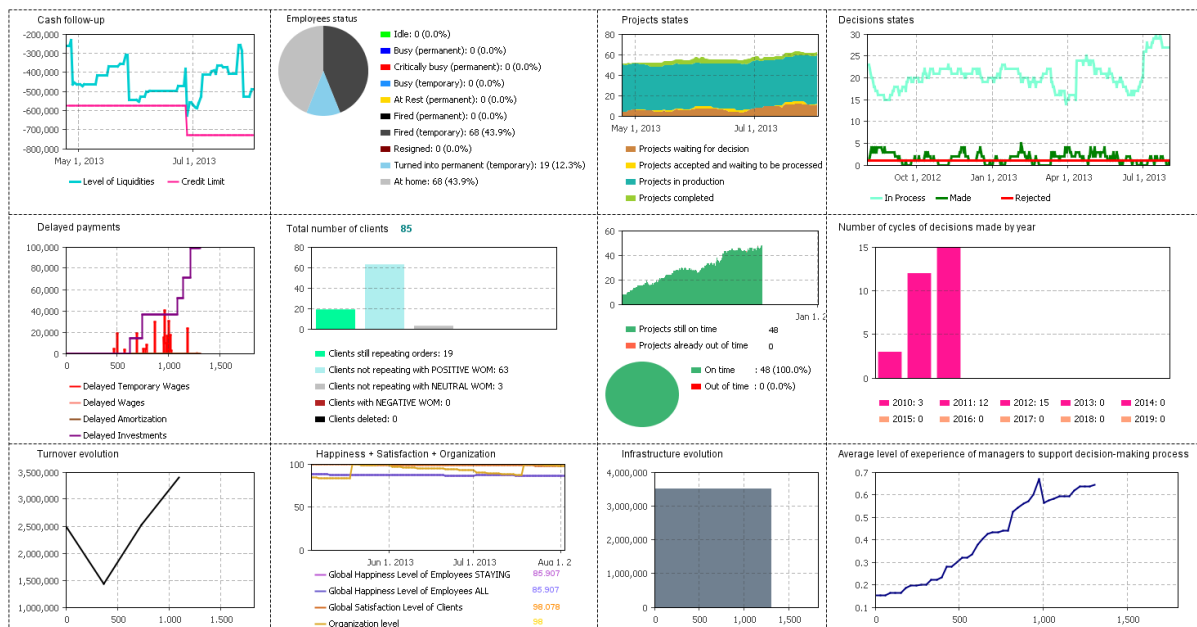 Cash follow-up
-200,000
-300,000
-400,000
-500,000
-600,000
-700,000
-800,000
May 1, 2013
Jul 1, 2013
Level of Liquidities
Credit Limit
Employees status
Idle: 0 (0.0%)
Busy (permanent): 0 (0.0%)
Critically busy (permanent): 0 (0.0%)
Busy (temporary): 0 (0.0%)
At Rest (permanent): 0 (0.0%)
Fired (permanent): 0 (0.0%)
Fired (temporary): 68 (43.9%)
Resigned: 0 (0.0%)
Turned into permanent (temporary): 19 (12.3%)
At home: 68 (43.9%)
Projects states
80
60
40
20
0
May 1, 2013
Jul 1, 2013
Projects waiting for decision
Projects accepted and waiting to be processed
Projects in production
Projects completed
Decisions states
30
25
20
15
10
5
0
Oct 1, 2012
Jan 1, 2013
Apr 1, 2013
Jul 1, 2013
In Process
Made
Rejected
Delayed payments
100,000
80,000
60,000
40,000
20,000
0
0
500
1,000
1,500
Delayed Temporary Wages
Delayed Wages
Delayed Amortization
Delayed Investments
Total number of clients 85
80
60
40
20
0
Clients still repeating orders: 19
Clients not repeating with POSITIVE WOM: 63
Clients not repeating with NEUTRAL WOM: 3
Clients with NEGATIVE WOM: 0
Clients deleted: 0
60
40
20
0
Jan 1, 2
Projects still on time 48
Projects already out of time 0
On time : 48 (100.0%)
Out of time : 0 (0.0%)
Number of cycles of decisions made by year
15
10
5
0
2010: 3
2011: 12
2012: 15
2013: 0
2014: 0
2015: 0
2016: 0
2017: 0
2018: 0
2019: 0
Turnover evolution
3,500,000
3,000,000
2,500,000
2,000,000
1,500,000
1,000,000
0
500
1,000
1,500
Happiness + Satisfaction + Organization
100
50
0
Jun 1, 2013
Jul 1, 2013
Aug 1, 2
Global Happiness Level of Employees STAYING 85.907
Global Happiness Level of Employees ALL 85.907
Global Satisfaction Level of Clients 98.078
Organization level 98
Infrastructure evolution
4,000,000
3,000,000
2,000,000
1,000,000
0
0
500
1,000
1,500
Average level of exeperience of managers to support decision-making process
0.7
0.6
0.5
0.4
0.3
0.2
0.1
0
500
1,000
1,500